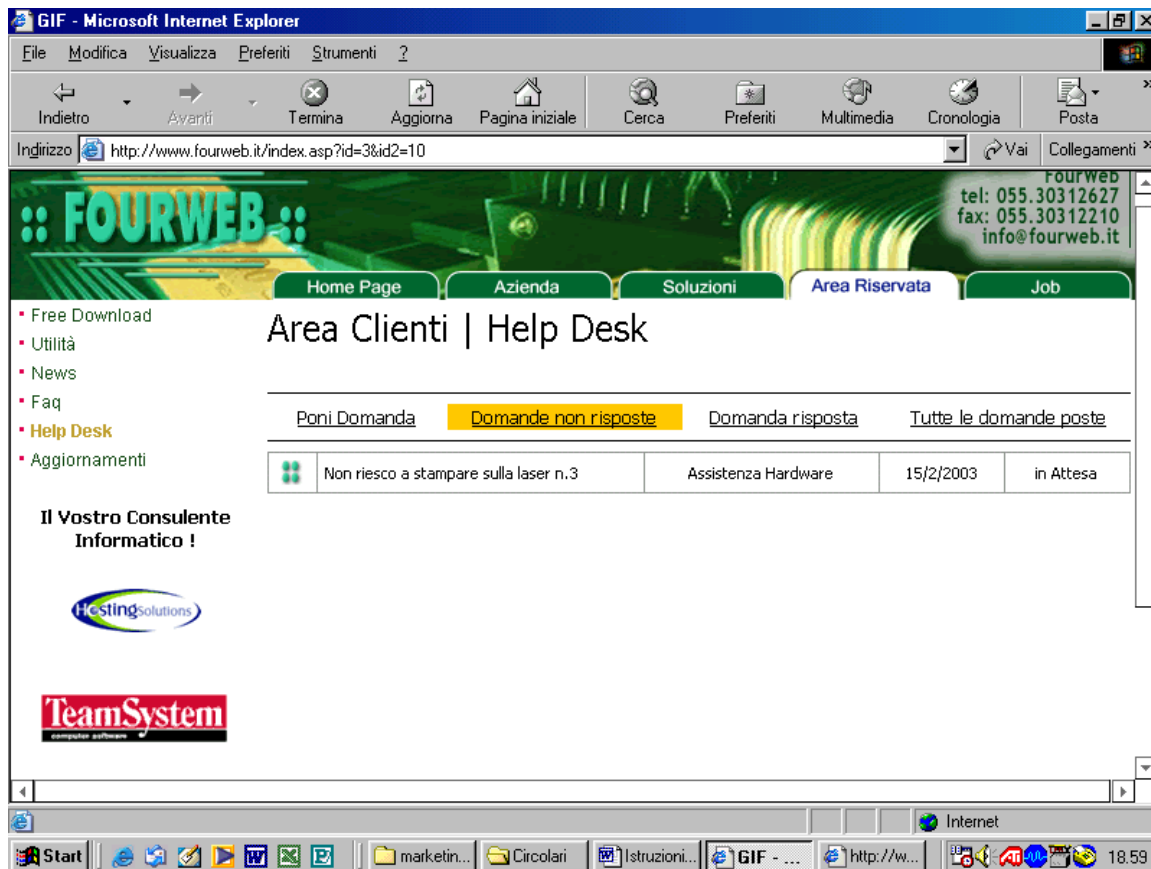 GIF - Microsoft Internet Explorer
File Modifica Visualizza Preferiti Strumenti ?
Indietro Avanti Termina Aggiorna Pagina iniziale Cerca Preferiti Multimedia Cronologia Posta »
Indirizzo http://www.fourweb.it/index.asp?id=3&id2=10 Vai Collegamenti »
:: FOURWEB ::
FourWeb
tel: 055.30312627
fax: 055.30312210
info@fourweb.it
Home Page Azienda Soluzioni Area Riservata Job
Free Download
Utilità
News
Faq
Help Desk
Aggiornamenti
Il Vostro Consulente
Informatico !
HostingSolutions
TeamSystem
computer software
Area Clienti | Help Desk
Poni Domanda Domande non risposte Domanda risposta Tutte le domande poste
Non riesco a stampare sulla laser n.3 Assistenza Hardware 15/2/2003 in Attesa
Internet
Start marketin... Circolari Istruzioni... GIF - ... http://w... 18.59